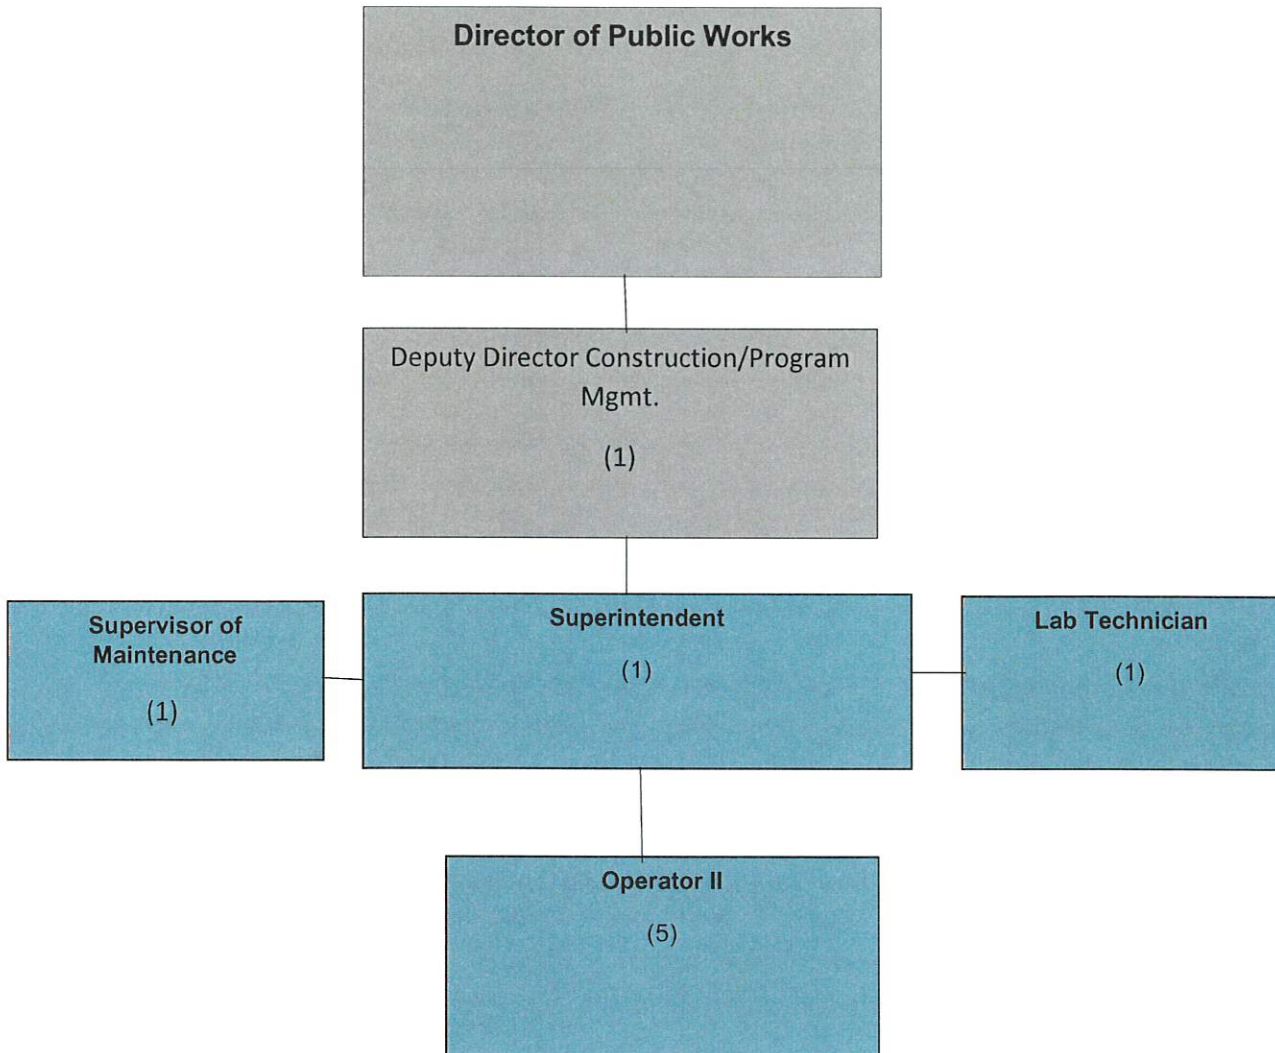 Director of Public Works
Deputy Director Construction/Program
Mgmt.
(1)
Supervisor of
Maintenance
(1)
Superintendent
(1)
Lab Technician
(1)
Operator II
(5)